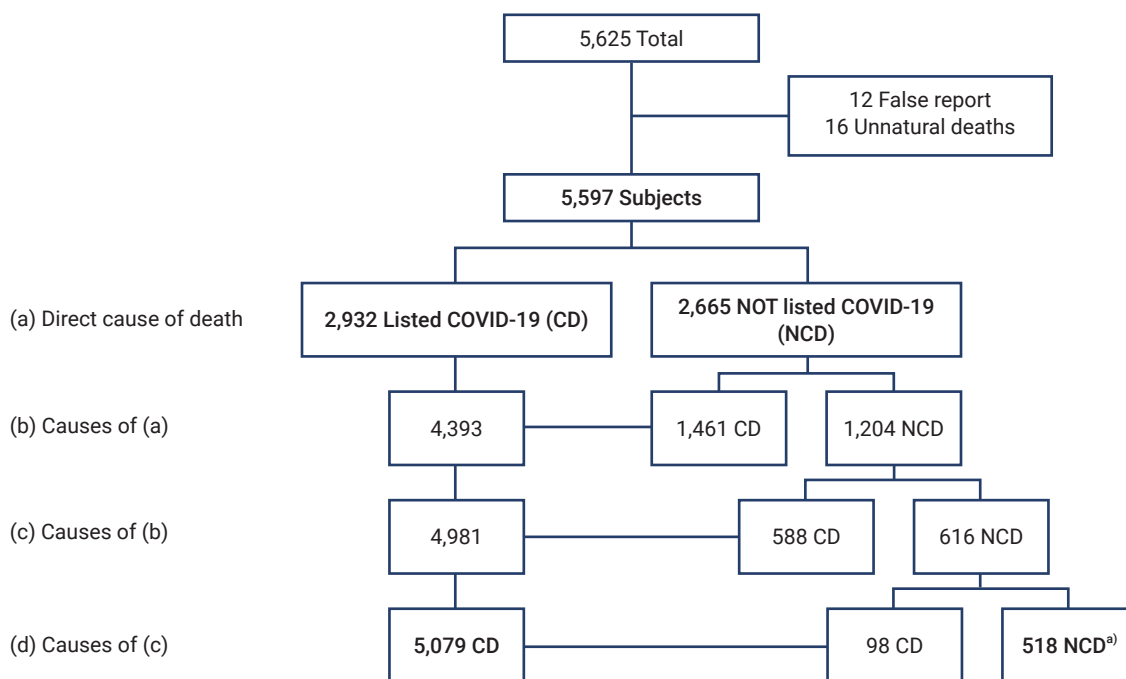 5,625 Total
12 False report
16 Unnatural deaths
5,597 Subjects
(a) Direct cause of death
2,932 Listed COVID-19 (CD)
2,665 NOT listed COVID-19
(NCD)
(b) Causes of (a)
4,393
1,461 CD
1,204 NCD
(c) Causes of (b)
4,981
588 CD
616 NCD
(d) Causes of (c)
5,079 CD
98 CD
518 NCDᵃ⁾